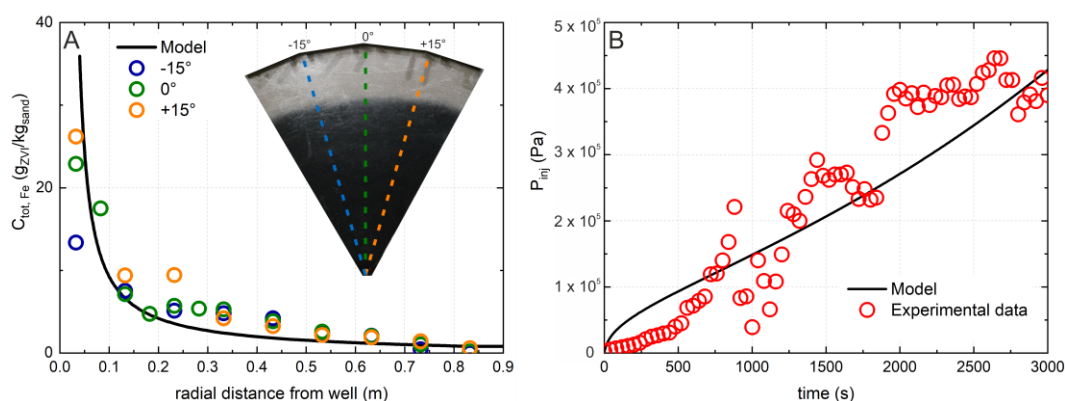 A
C_tot, Fe (g_ZVI/kg_sand)
40
20
0
Model
-15°
0°
+15°
-15°
0°
+15°
0.0 0.1 0.2 0.3 0.4 0.5 0.6 0.7 0.8 0.9
radial distance from well (m)
B
P_inj (Pa)
5 x 10^5
4 x 10^5
3 x 10^5
2 x 10^5
1 x 10^5
0
Model
Experimental data
0 500 1000 1500 2000 2500 3000
time (s)